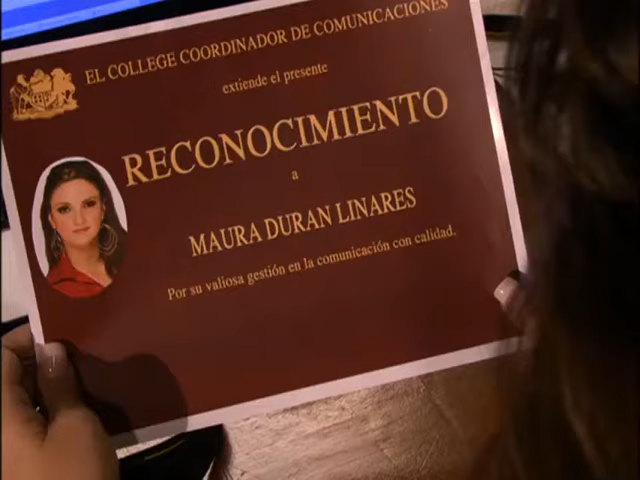 EL COLLEGE COORDINADOR DE COMUNICACIONES
extiende el presente
RECONOCIMIENTO
a
MAURA DURAN LINARES
Por su valiosa gestión en la comunicación con calidad.